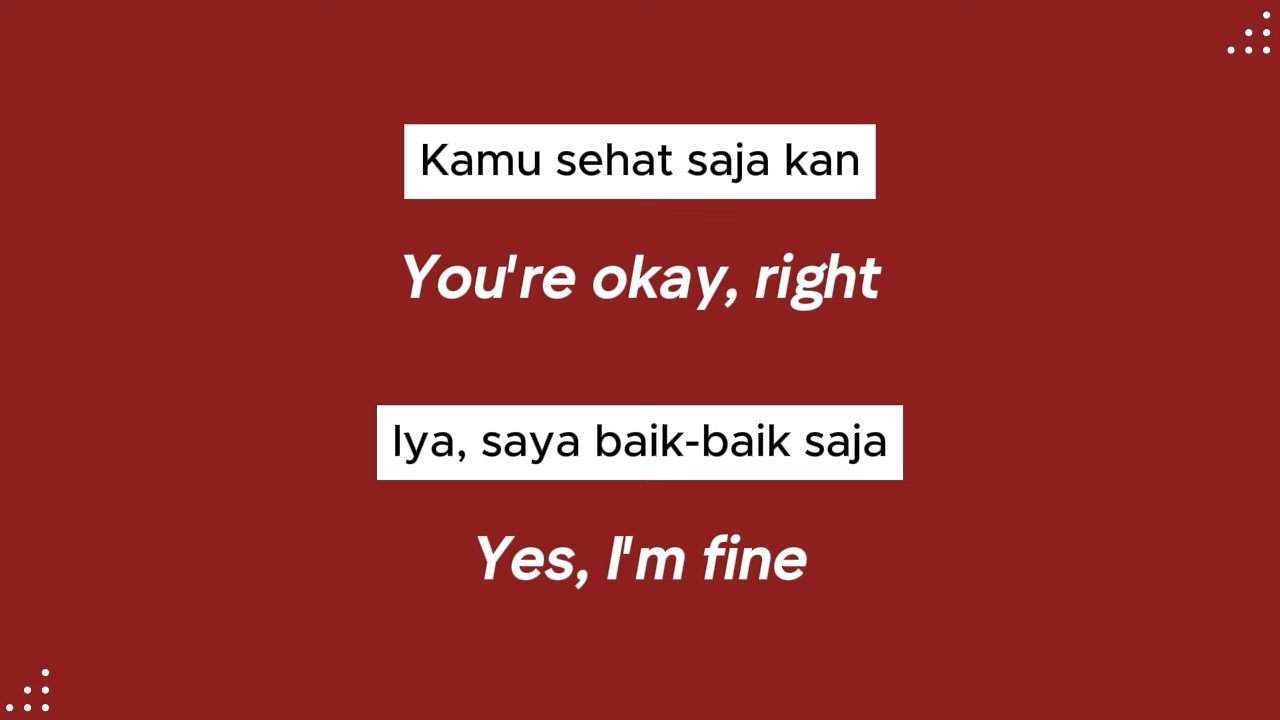 Kamu sehat saja kan
You're okay, right
Iya, saya baik-baik saja
Yes, I'm fine